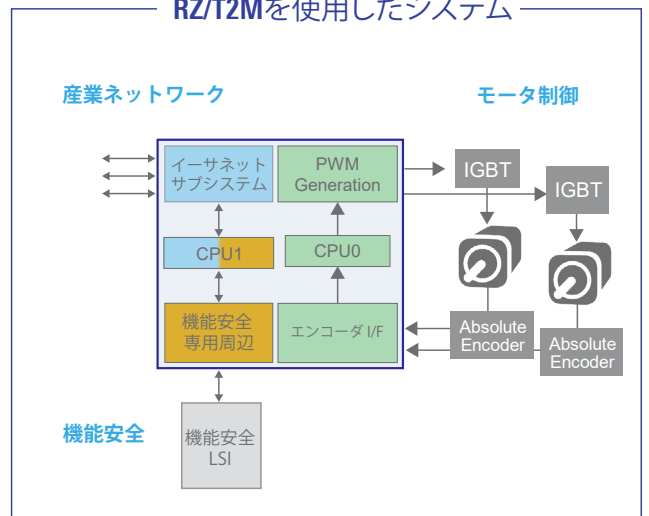 RZ/T2Mを使用したシステム
産業ネットワーク
モータ制御
イーサネット
サブシステム
PWM
Generation
IGBT
IGBT
CPU1
CPU0
機能安全
専用周辺
エンコーダ I/F
Absolute
Encoder
Absolute
Encoder
機能安全
機能安全
LSI